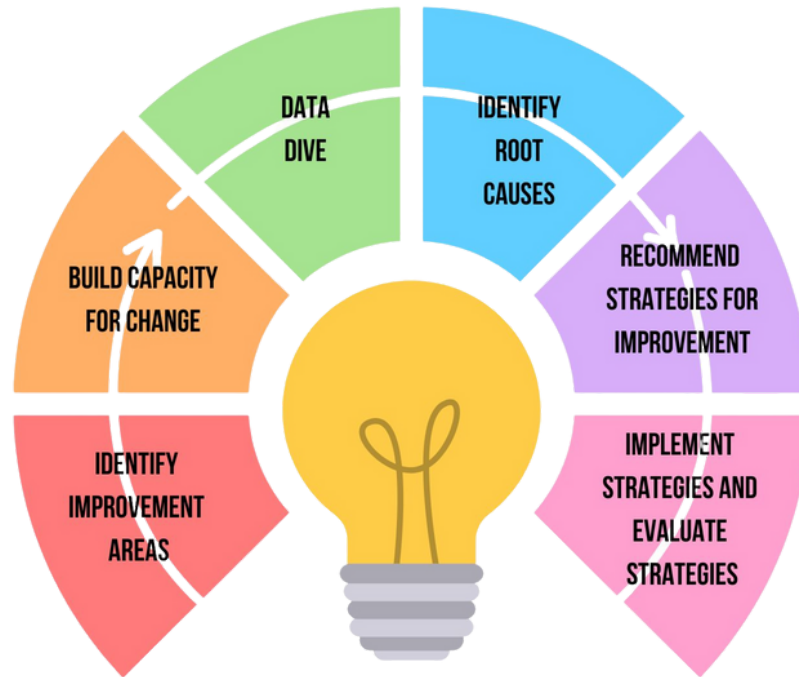 IDENTIFY
IMPROVEMENT
AREAS
BUILD CAPACITY
FOR CHANGE
DATA
DIVE
IDENTIFY
ROOT
CAUSES
RECOMMEND
STRATEGIES FOR
IMPROVEMENT
IMPLEMENT
STRATEGIES AND
EVALUATE
STRATEGIES